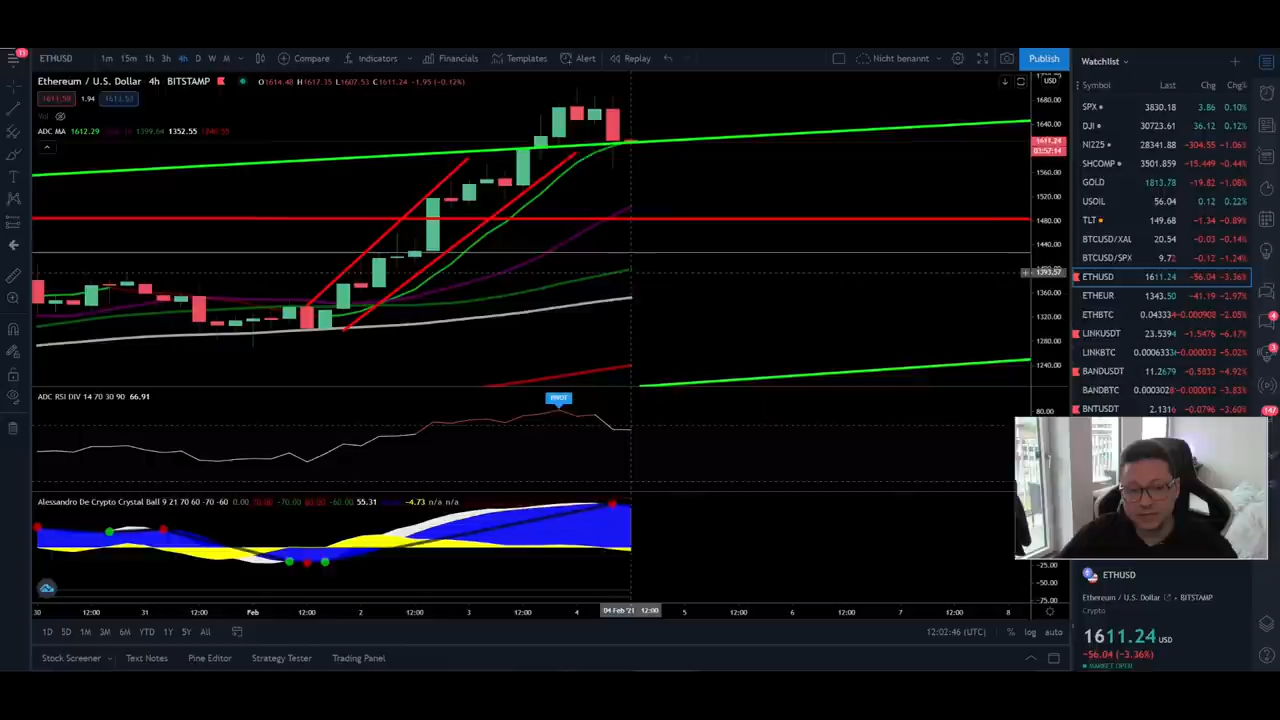 ETHUSD 1m 15m 1h 3h 4h D W M Compare Indicators Financials Templates Alert Replay Nicht benannt Publish
Ethereum / U.S. Dollar 4h BITSTAMP O1614.48 H1617.35 L1607.53 C1611.24 -1.95 (-0.12%)
1.94
Vol
ADC MA 1612.29 1399.64 1352.55
USD
1680.00
1640.00
1611.24
03:57:14
1560.00
1520.00
1480.00
1440.00
1393.57
1360.00
1330.00
1280.00
1240.00
ADC RSI DIV 14 70 30 90 66.91
PIVOT
80.00
Alessandro De Crypto Crystal Ball 9 21 70 60 -70 -60 0.00 -70.00 -60.00 55.31 -4.73 n/a n/a
-25.00
-50.00
-75.00
30 12:00 31 12:00 Feb 12:00 2 12:00 3 12:00 4 04 Feb '21 12:00 5 12:00 6 12:00 7 12:00 8
1D 5D 1M 3M 6M YTD 1Y 5Y All 12:02:46 (UTC) % log auto
Stock Screener Text Notes Pine Editor Strategy Tester Trading Panel
Watchlist
Symbol Last Chg Chg%
SPX 3830.18 3.86 0.10%
DJI 30723.61 36.12 0.12%
NI225 28341.88 -304.55 -1.06%
SHCOMP 3501.859 -15.449 -0.44%
GOLD 1813.78 -19.82 -1.08%
USOIL 56.04 0.12 0.22%
TLT 149.68 -1.34 -0.89%
BTCUSD/XAU 20.54 -0.03 -0.14%
BTCUSD/SPX 9.72 -0.12 -1.24%
ETHUSD 1611.24 -56.04 -3.36%
ETHEUR 1343.50 -41.19 -2.97%
ETHBTC 0.04333 -0.000908 -2.05%
LINKUSDT 23.5394 -1.5476 -6.17%
LINKBTC 0.0006331 -0.000033 -5.02%
BANDUSDT 11.2679 -0.5833 -4.92%
BANDBTC 0.0003028 -0.000012 -3.83%
BNTUSDT 2.1316 -0.0796 -3.60%
147
ETHUSD
Ethereum / U.S. Dollar BITSTAMP
Crypto
1611.24 USD
-56.04 (-3.36%)
MARKET OPEN